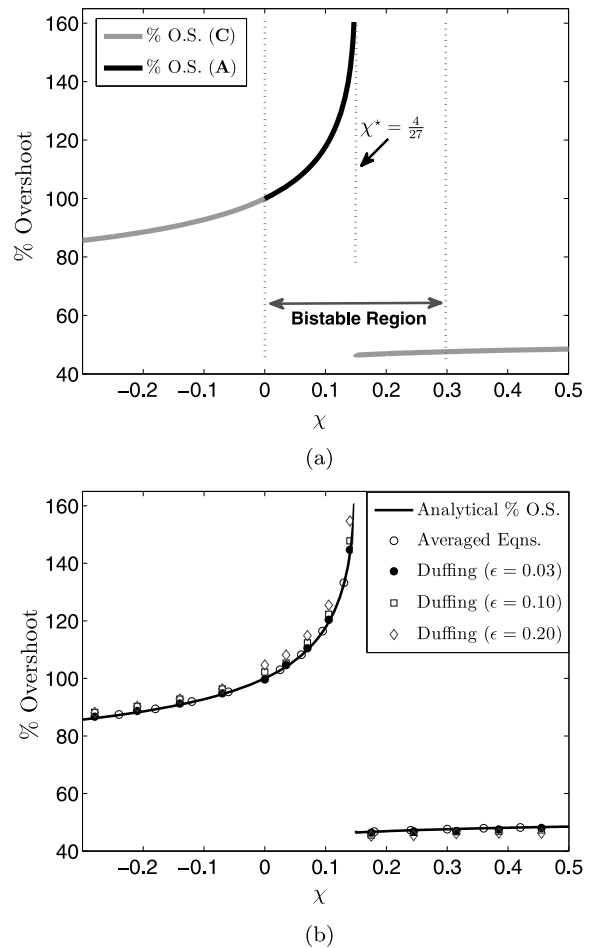 160
140
120
100
80
60
40
% Overshoot
% O.S. (C)
% O.S. (A)
χ⋆ = 4/27
Bistable Region
−0.2 −0.1 0 0.1 0.2 0.3 0.4 0.5
χ
(a)
160
140
120
100
80
60
40
% Overshoot
Analytical % O.S.
Averaged Eqns.
Duffing (ϵ = 0.03)
Duffing (ϵ = 0.10)
Duffing (ϵ = 0.20)
−0.2 −0.1 0 0.1 0.2 0.3 0.4 0.5
χ
(b)